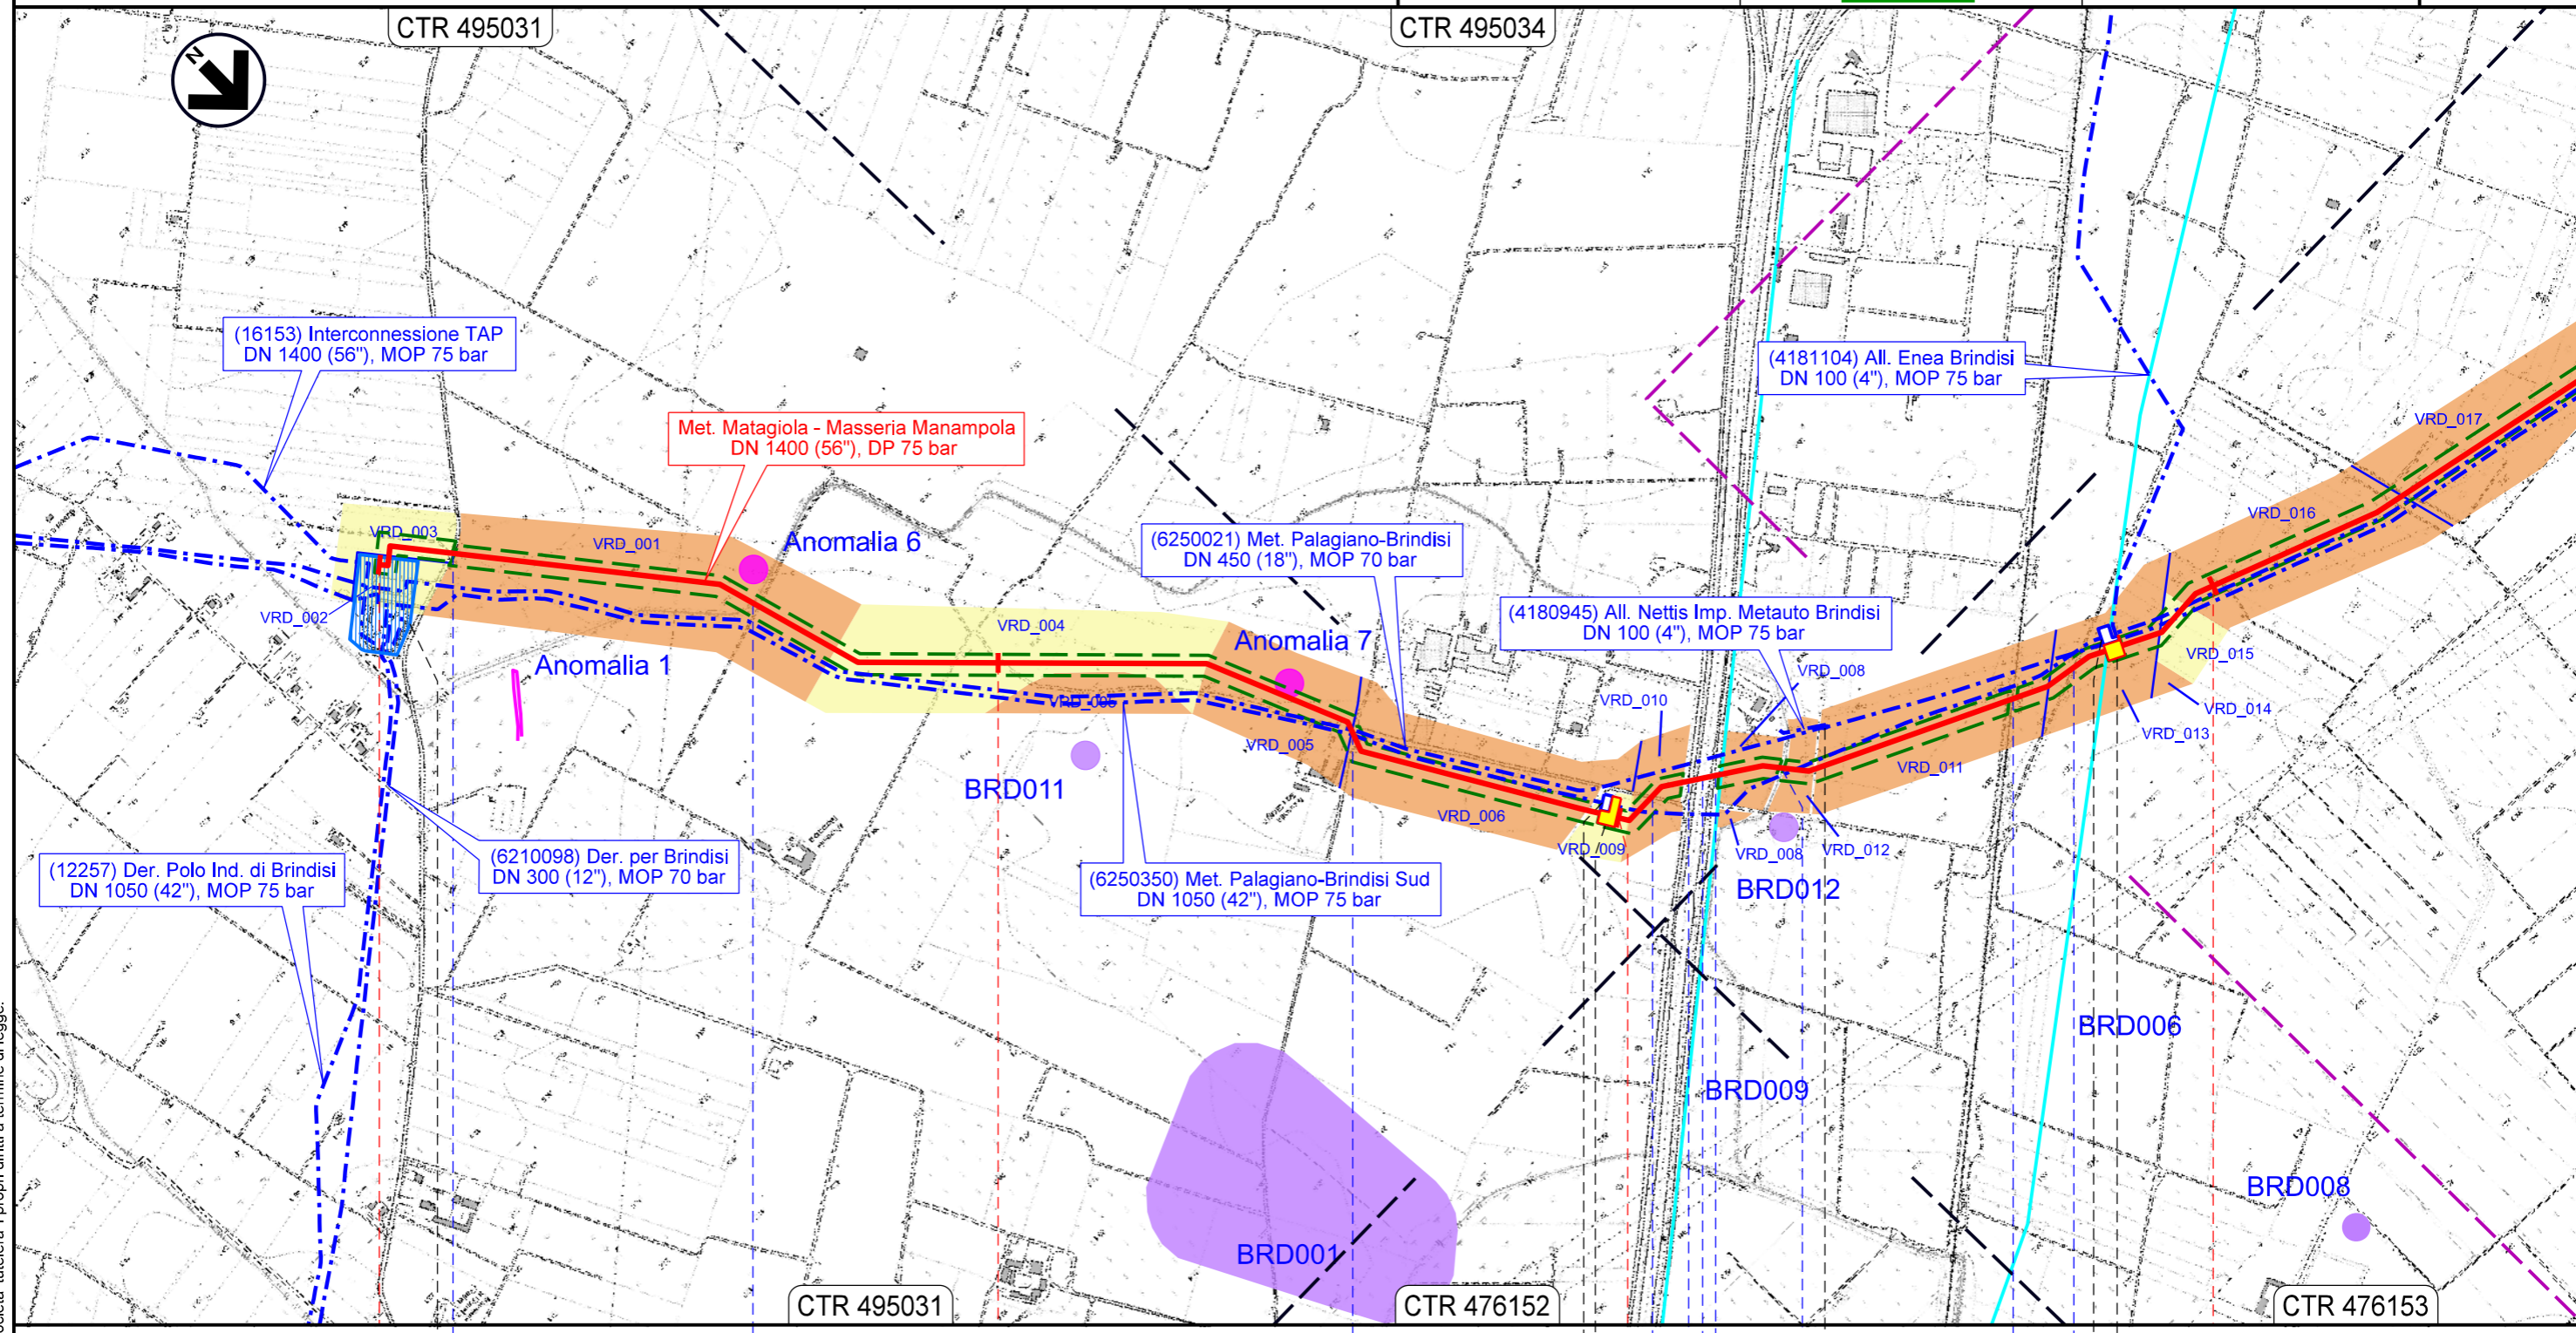 CTR 495031
CTR 495034
N
(16153) Interconnessione TAP
DN 1400 (56"), MOP 75 bar
(4181104) All. Enea Brindisi
DN 100 (4"), MOP 75 bar
Met. Matagiola - Masseria Manampola
DN 1400 (56"), DP 75 bar
VRD_017
VRD_016
VRD_003
VRD_001
Anomalia 6
(6250021) Met. Palagiano-Brindisi
DN 450 (18"), MOP 70 bar
(4180945) All. Nettis Imp. Metauto Brindisi
DN 100 (4"), MOP 75 bar
VRD_002
VRD_004
Anomalia 7
Anomalia 1
VRD_008
VRD_015
VRD_005
VRD_010
VRD_014
VRD_013
VRD_005
BRD011
VRD_011
VRD_006
VRD_009
VRD_008
VRD_012
(12257) Der. Polo Ind. di Brindisi
DN 1050 (42"), MOP 75 bar
(6210098) Der. per Brindisi
DN 300 (12"), MOP 70 bar
(6250350) Met. Palagiano-Brindisi Sud
DN 1050 (42"), MOP 75 bar
BRD012
BRD006
BRD009
BRD008
BRD001
CTR 495031
CTR 476152
CTR 476153